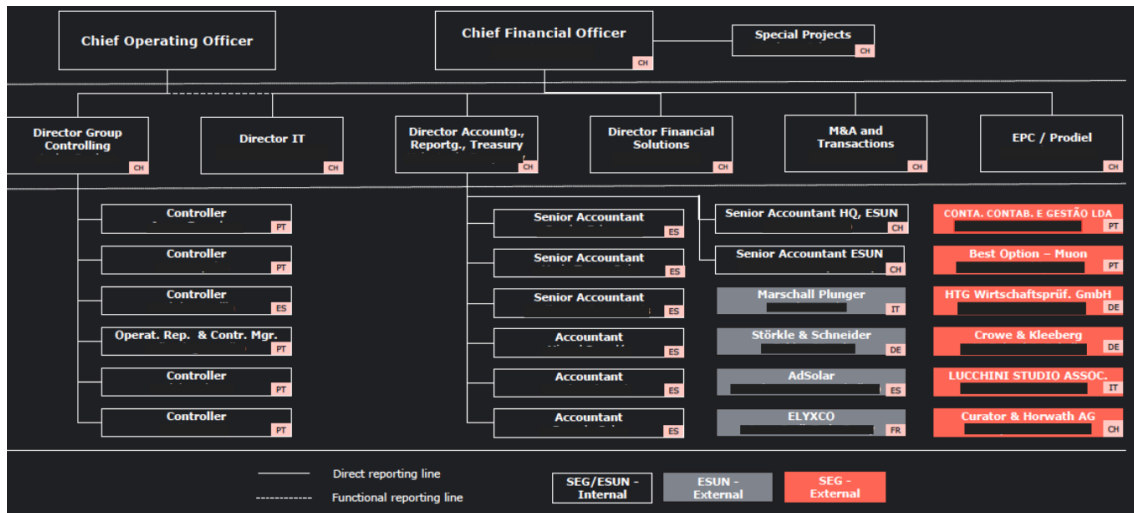 Chief Operating Officer
Chief Financial Officer
CH
Special Projects
CH
Director Group
Controlling
CH
Director IT
Director Accountg.,
Reportg., Treasury
CH
Director Financial
Solutions
CH
M&A and
Transactions
CH
EPC / Prodiel
CH
Controller
PT
Controller
PT
Controller
ES
Operat. Rep. & Contr. Mgr.
PT
Controller
PT
Controller
PT
Senior Accountant
ES
Senior Accountant
ES
Senior Accountant
ES
Accountant
ES
Accountant
ES
Accountant
ES
Senior Accountant HQ, ESUN
CH
Senior Accountant ESUN
CH
Marschall Plunger
IT
Störkle & Schneider
DE
AdSolar
ES
ELYXCO
FR
CONTA. CONTAB. E GESTÃO LDA
PT
Best Option – Muon
PT
HTG Wirtschaftsprüf. GmbH
DE
Crowe & Kleeberg
DE
LUCCHINI STUDIO ASSOC.
IT
Curator & Horwath AG
CH
Direct reporting line
Functional reporting line
SEG/ESUN -
Internal
ESUN -
External
SEG -
External